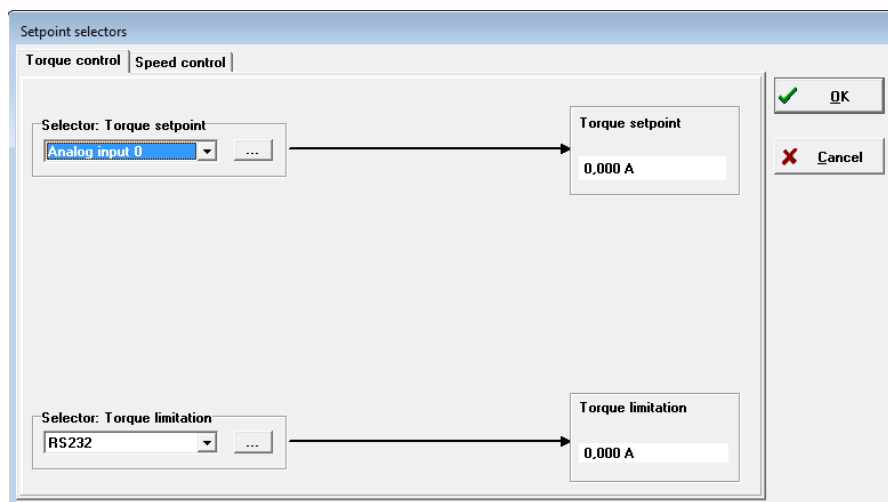 Setpoint selectors
Torque control
Speed control
OK
Cancel
Selector: Torque setpoint
Analog input 0
...
Torque setpoint
0,000 A
Selector: Torque limitation
RS232
...
Torque limitation
0,000 A